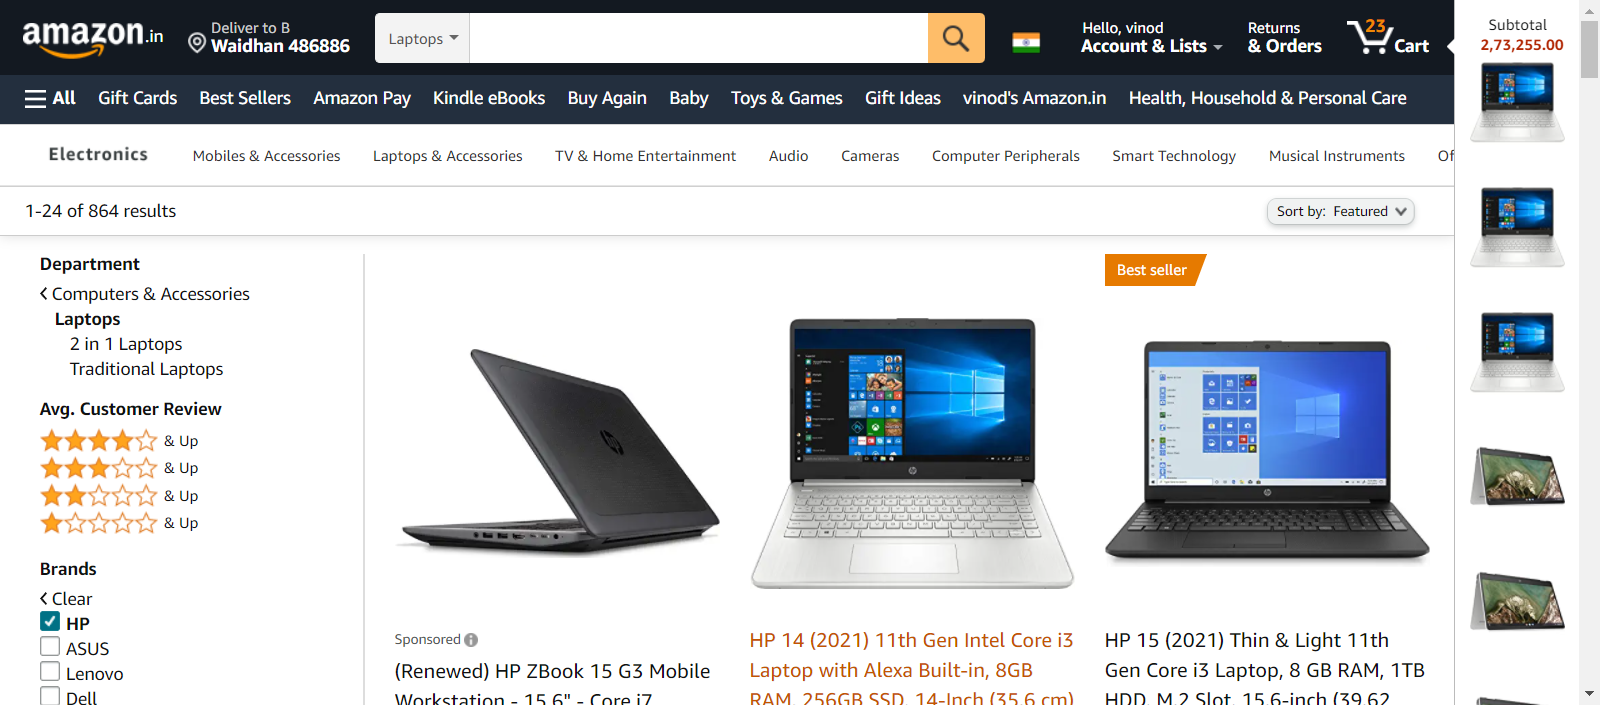 amazon.in
Deliver to B
Waidhan 486886
Laptops
Hello, vinod
Account & Lists
Returns
& Orders
23
Cart
Subtotal
2,73,255.00
All
Gift Cards
Best Sellers
Amazon Pay
Kindle eBooks
Buy Again
Baby
Toys & Games
Gift Ideas
vinod's Amazon.in
Health, Household & Personal Care
Electronics
Mobiles & Accessories
Laptops & Accessories
TV & Home Entertainment
Audio
Cameras
Computer Peripherals
Smart Technology
Musical Instruments
Of
1-24 of 864 results
Sort by: Featured
Department
Computers & Accessories
Laptops
2 in 1 Laptops
Traditional Laptops
Avg. Customer Review
& Up
& Up
& Up
& Up
Brands
Clear
HP
ASUS
Lenovo
Dell
Sponsored
(Renewed) HP ZBook 15 G3 Mobile
Workstation - 15.6" - Core i7
HP 14 (2021) 11th Gen Intel Core i3
Laptop with Alexa Built-in, 8GB
RAM, 256GB SSD, 14-Inch (35.6 cm)
Best seller
HP 15 (2021) Thin & Light 11th
Gen Core i3 Laptop, 8 GB RAM, 1TB
HDD, M.2 Slot, 15.6-inch (39.62